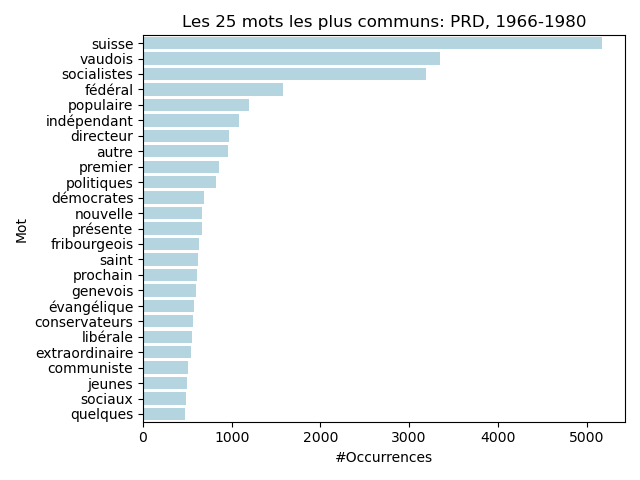 Les 25 mots les plus communs: PRD, 1966-1980
Mot
suisse
vaudois
socialistes
fédéral
populaire
indépendant
directeur
autre
premier
politiques
démocrates
nouvelle
présente
fribourgeois
saint
prochain
genevois
évangélique
conservateurs
libérale
extraordinaire
communiste
jeunes
sociaux
quelques
0 1000 2000 3000 4000 5000
#Occurrences